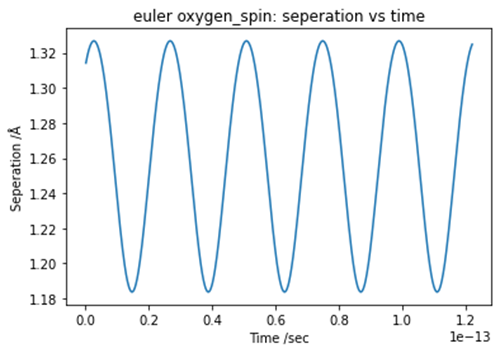 euler oxygen_spin: seperation vs time
1.32
1.30
1.28
1.26
1.24
1.22
1.20
1.18
Seperation /Å
0.0 0.2 0.4 0.6 0.8 1.0 1.2
1e−13
Time /sec